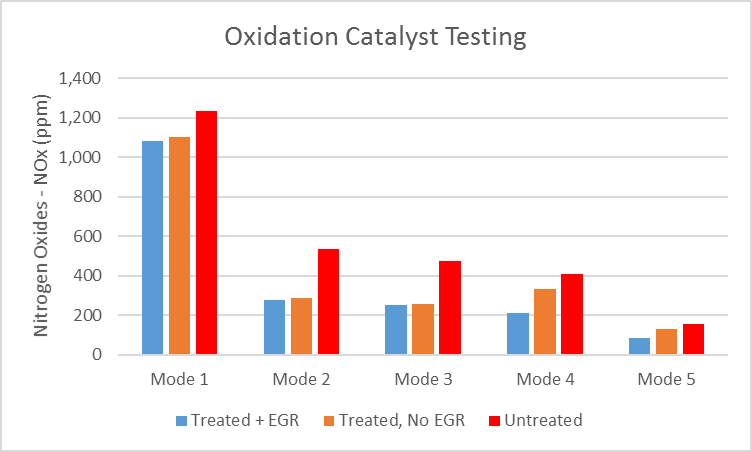 Oxidation Catalyst Testing
Nitrogen Oxides - NOx (ppm)
1,400
1,200
1,000
800
600
400
200
0
Mode 1 Mode 2 Mode 3 Mode 4 Mode 5
Treated + EGR Treated, No EGR Untreated